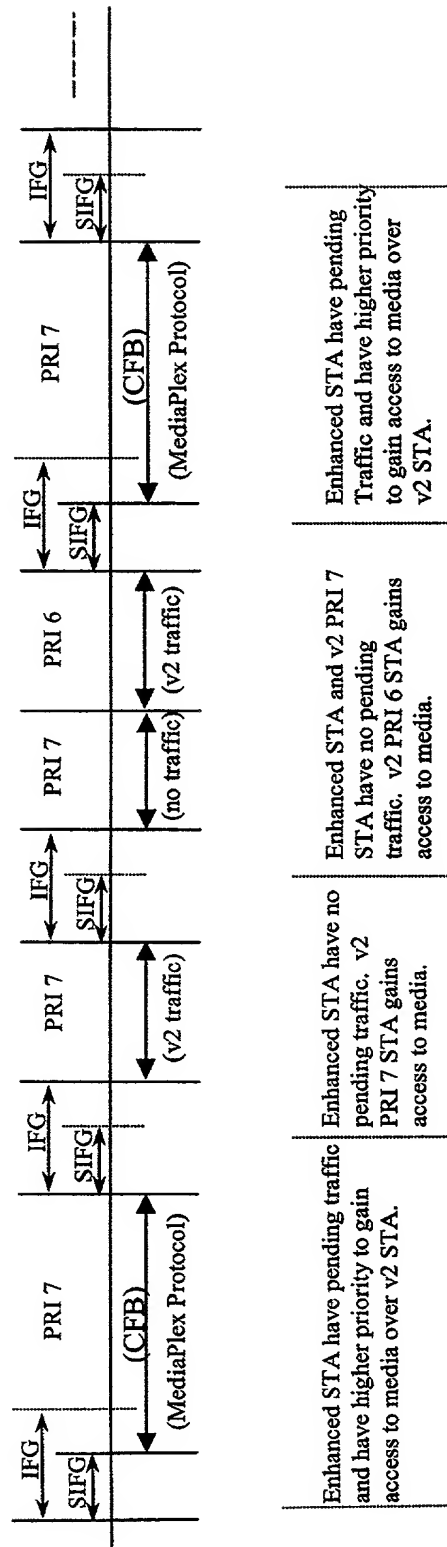 IFG
SIFG
PRI 7
(CFB)
(MediaPlex Protocol)
IFG
SIFG
PRI 7
(v2 traffic)
IFG
SIFG
PRI 7
(no traffic)
PRI 6
(v2 traffic)
IFG
SIFG
PRI 7
(CFB)
(MediaPlex Protocol)
IFG
SIFG
Enhanced STA have pending traffic
and have higher priority to gain
access to media over v2 STA.
Enhanced STA have no
pending traffic. v2
PRI 7 STA gains
access to media.
Enhanced STA and v2 PRI 7
STA have no pending
traffic. v2 PRI 6 STA gains
access to media.
Enhanced STA have pending
Traffic and have higher priority
to gain access to media over
v2 STA.